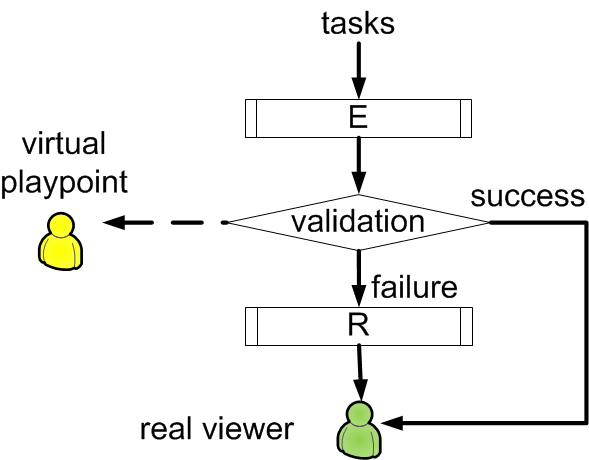 tasks
E
virtual
playpoint
validation
success
failure
R
real viewer